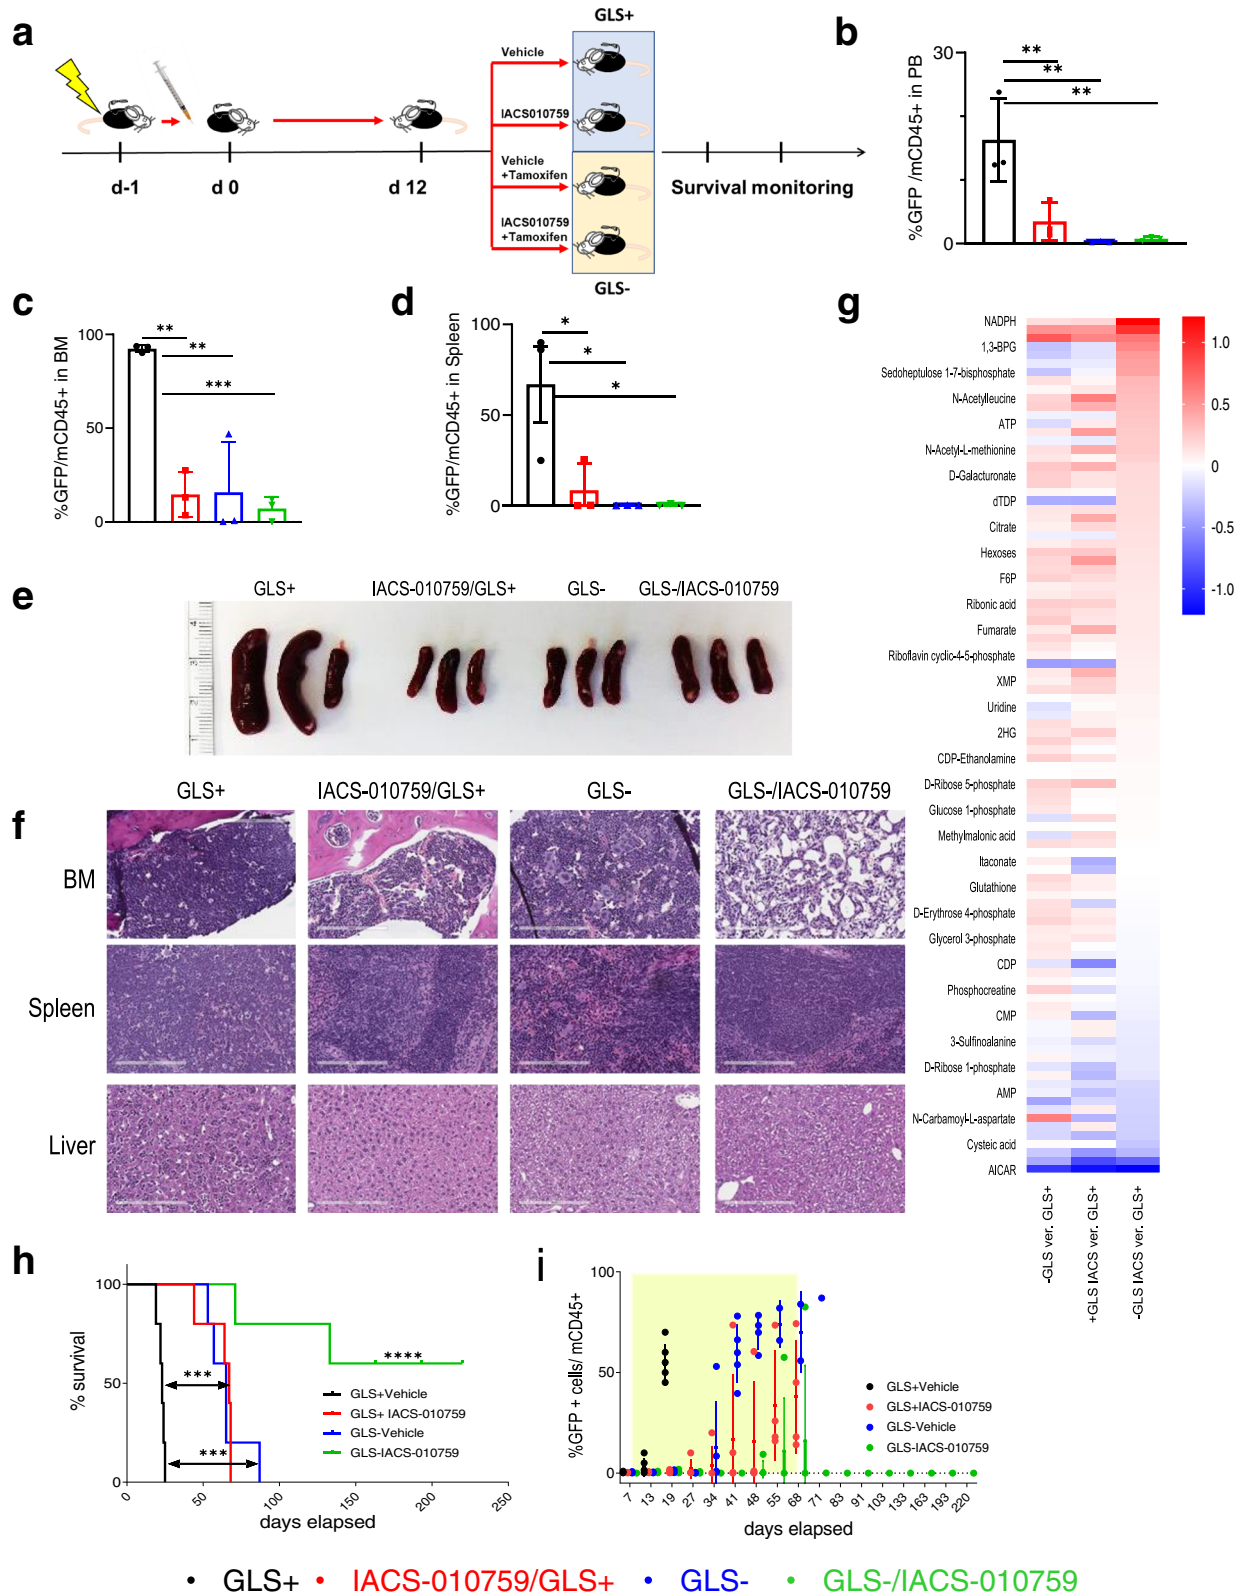 a
GLS+
Vehicle
IACS010759
Vehicle
+Tamoxifen
IACS010759
+Tamoxifen
d-1
d 0
d 12
Survival monitoring
GLS-
b
%GFP /mCD45+ in PB
30
0
**
**
**
c
%GFP/mCD45+ in BM
100
50
0
**
**
***
d
%GFP/mCD45+ in Spleen
100
50
0
*
*
*
e
GLS+
IACS-010759/GLS+
GLS-
GLS-/IACS-010759
f
GLS+
IACS-010759/GLS+
GLS-
GLS-/IACS-010759
BM
Spleen
Liver
g
NADPH
1,3-BPG
Sedoheptulose 1-7-bisphosphate
N-Acetylleucine
ATP
N-Acetyl-L-methionine
D-Galacturonate
dTDP
Citrate
Hexoses
F6P
Ribonic acid
Fumarate
Riboflavin cyclic-4-5-phosphate
XMP
Uridine
2HG
CDP-Ethanolamine
D-Ribose 5-phosphate
Glucose 1-phosphate
Methylmalonic acid
Itaconate
Glutathione
D-Erythrose 4-phosphate
Glycerol 3-phosphate
CDP
Phosphocreatine
CMP
3-Sulfinoalanine
D-Ribose 1-phosphate
AMP
N-Carbamoyl-L-aspartate
Cysteic acid
AICAR
1.0
0.5
0
-0.5
-1.0
-GLS ver. GLS+
+GLS IACS ver. GLS+
-GLS IACS ver. GLS+
h
% survival
100
50
0
0
50
100
150
200
250
days elapsed
***
***
****
GLS+Vehicle
GLS+ IACS-010759
GLS-Vehicle
GLS-IACS-010759
i
%GFP + cells/ mCD45+
100
50
0
7
13
19
27
34
41
48
55
68
71
83
91
103
133
163
193
220
days elapsed
GLS+Vehicle
GLS+IACS-010759
GLS-Vehicle
GLS-IACS-010759
• GLS+ • IACS-010759/GLS+ • GLS- • GLS-/IACS-010759